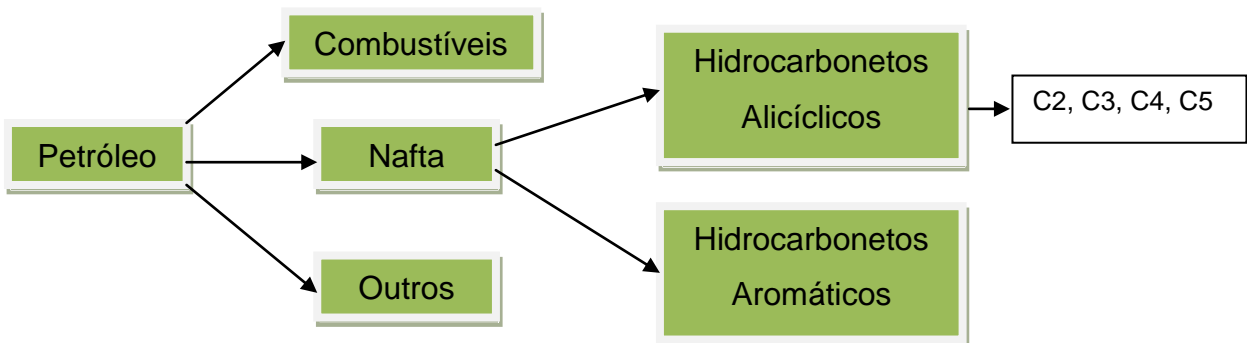 Combustíveis
Petróleo
Nafta
Outros
Hidrocarbonetos
Alicíclicos
Hidrocarbonetos
Aromáticos
C2, C3, C4, C5